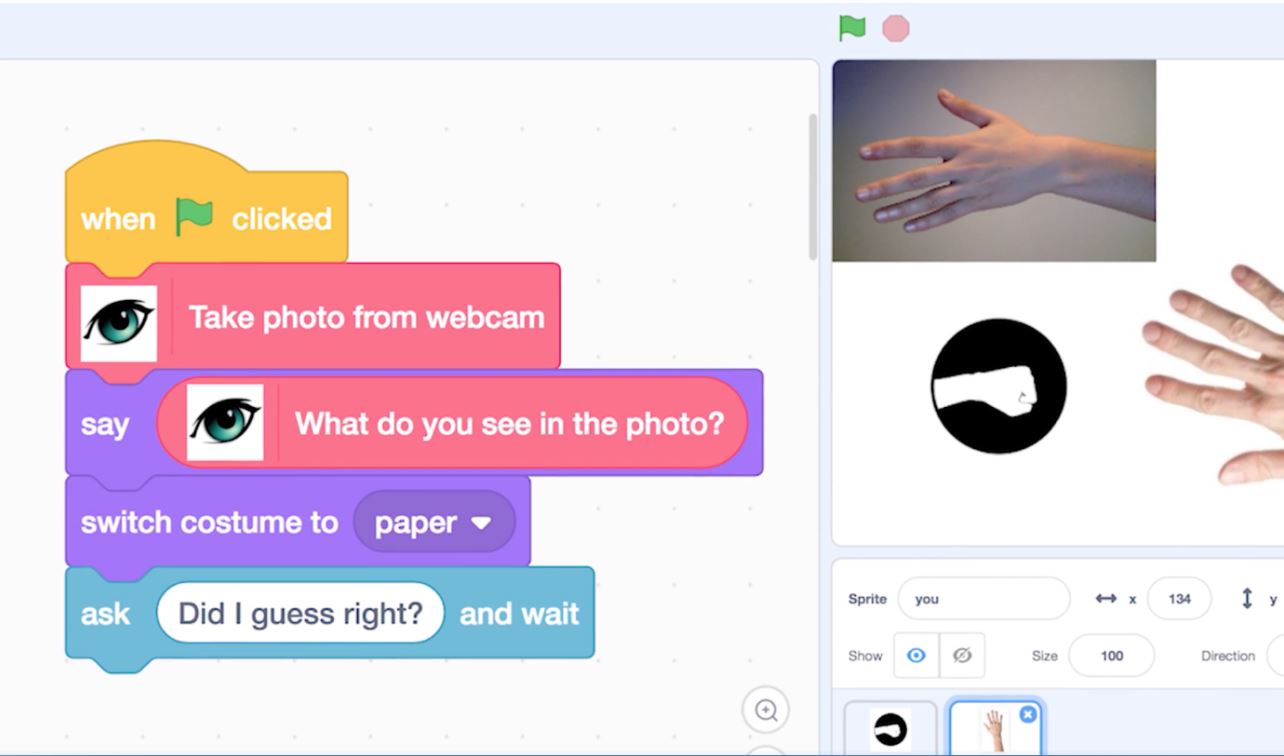 when clicked
Take photo from webcam
say What do you see in the photo?
switch costume to paper
ask Did I guess right? and wait
Sprite you x 134 y
Show Size 100 Direction